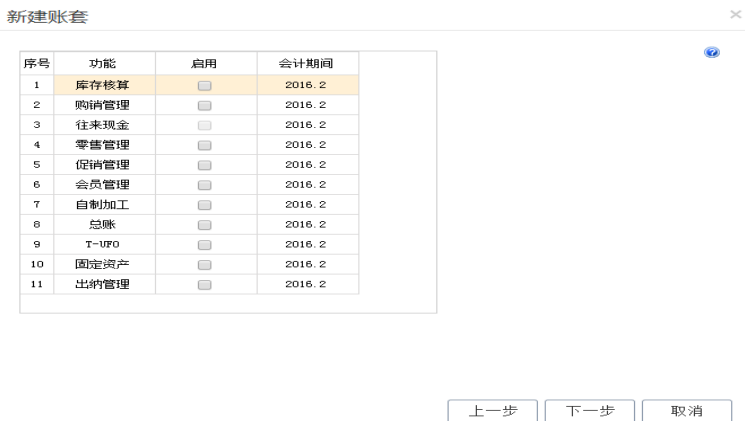 新建账套
序号 功能 启用 会计期间
1 库存核算 2016.2
2 购销管理 2016.2
3 往来现金 2016.2
4 零售管理 2016.2
5 促销管理 2016.2
6 会员管理 2016.2
7 自制加工 2016.2
8 总账 2016.2
9 T-UFO 2016.2
10 固定资产 2016.2
11 出纳管理 2016.2
上一步 下一步 取消